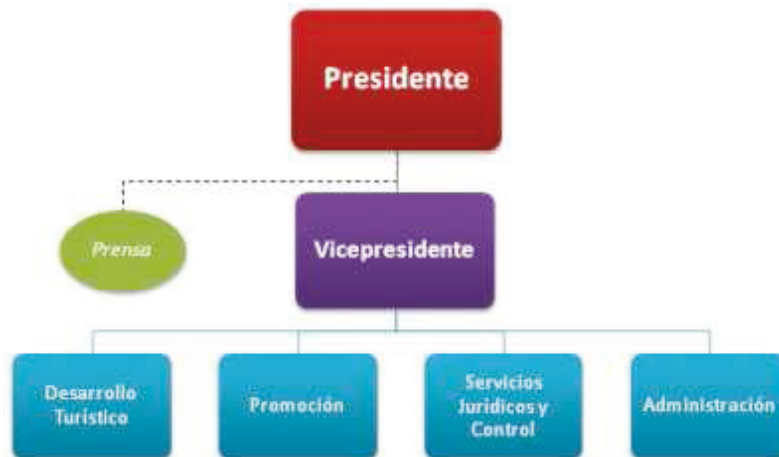 Presidente
Prensa
Vicepresidente
Desarrollo
Turístico
Promoción
Servicios
Jurídicos y
Control
Administración